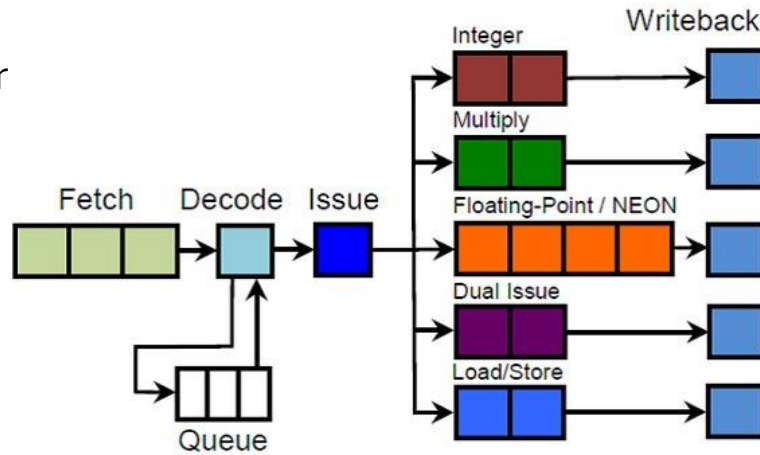 r
Writeback
Integer
Multiply
Fetch Decode Issue
Floating-Point / NEON
Dual Issue
Load/Store
Queue